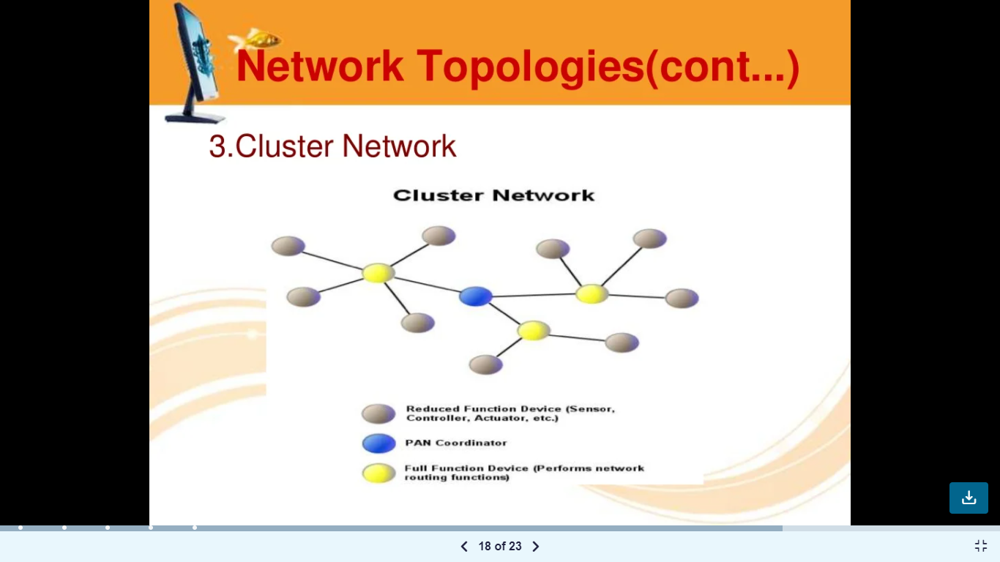 Network Topologies(cont...)
3.Cluster Network
Cluster Network
Reduced Function Device (Sensor,
Controller, Actuator, etc.)
PAN Coordinator
Full Function Device (Performs network
routing functions)
18 of 23